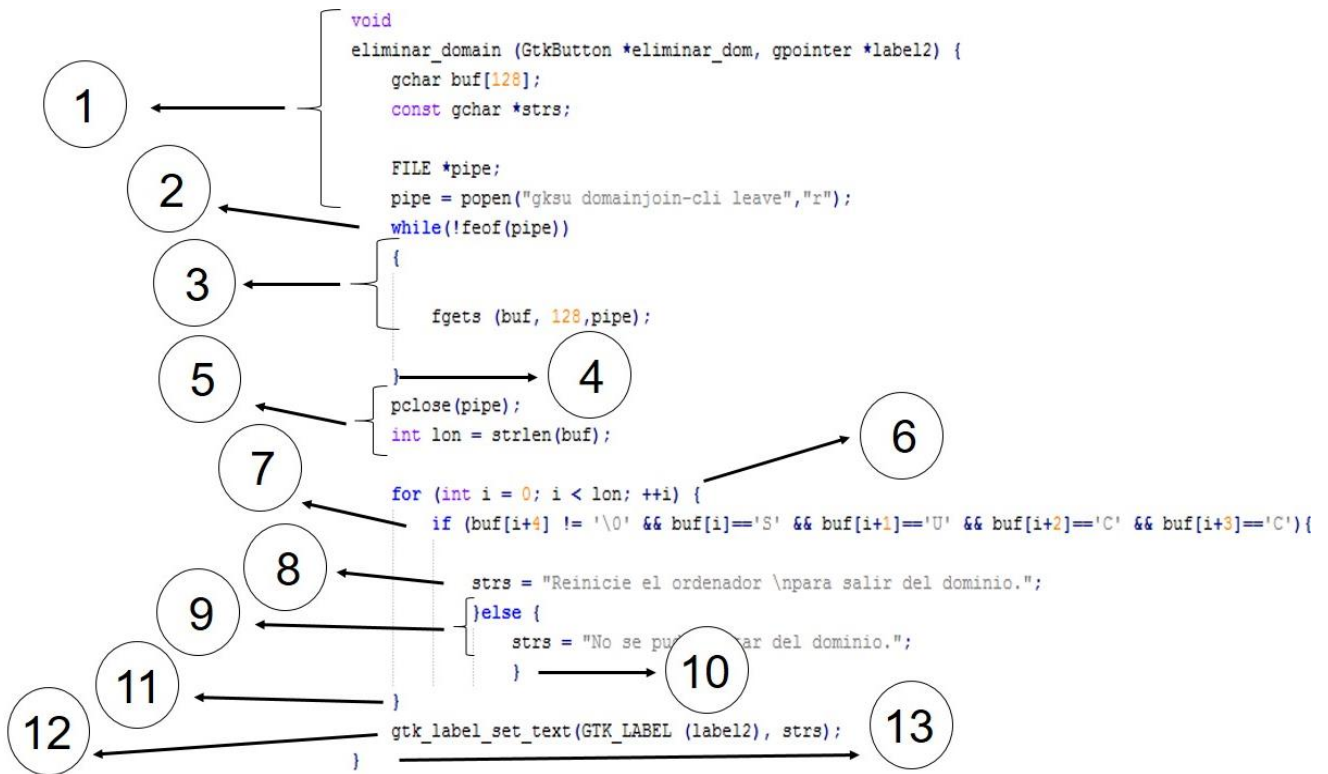 void
eliminar_domain (GtkButton *eliminar_dom, gpointer *label2) {
gchar buf[128];
const gchar *strs;
1
FILE *pipe;
2
pipe = popen("gksu domainjoin-cli leave","r");
while(!feof(pipe))
{
3
fgets (buf, 128,pipe);
}
4
5
pclose(pipe);
int lon = strlen(buf);
6
7
for (int i = 0; i < lon; ++i) {
if (buf[i+4] != '\0' && buf[i]=='S' && buf[i+1]=='U' && buf[i+2]=='C' && buf[i+3]=='C'){
8
strs = "Reinicie el ordenador \npara salir del dominio.";
9
}else {
strs = "No se del dominio.";
}
10
11
}
12
gtk_label_set_text(GTK_LABEL (label2), strs);
13
}